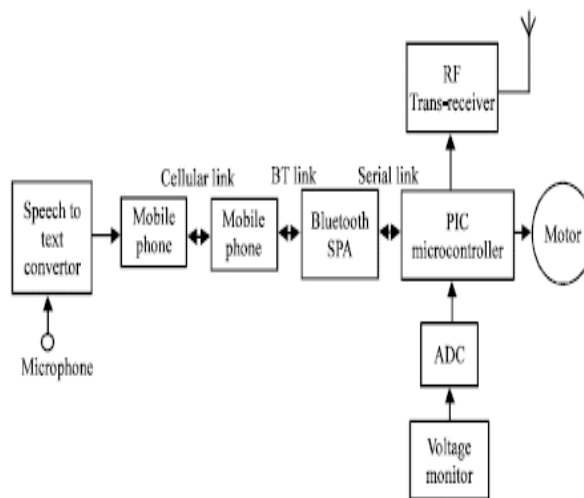 RF
Trans-receiver
Cellular link
BT link
Serial link
Speech to
text
convertor
Mobile
phone
Mobile
phone
Bluetooth
SPA
PIC
microcontroller
Motor
Microphone
ADC
Voltage
monitor